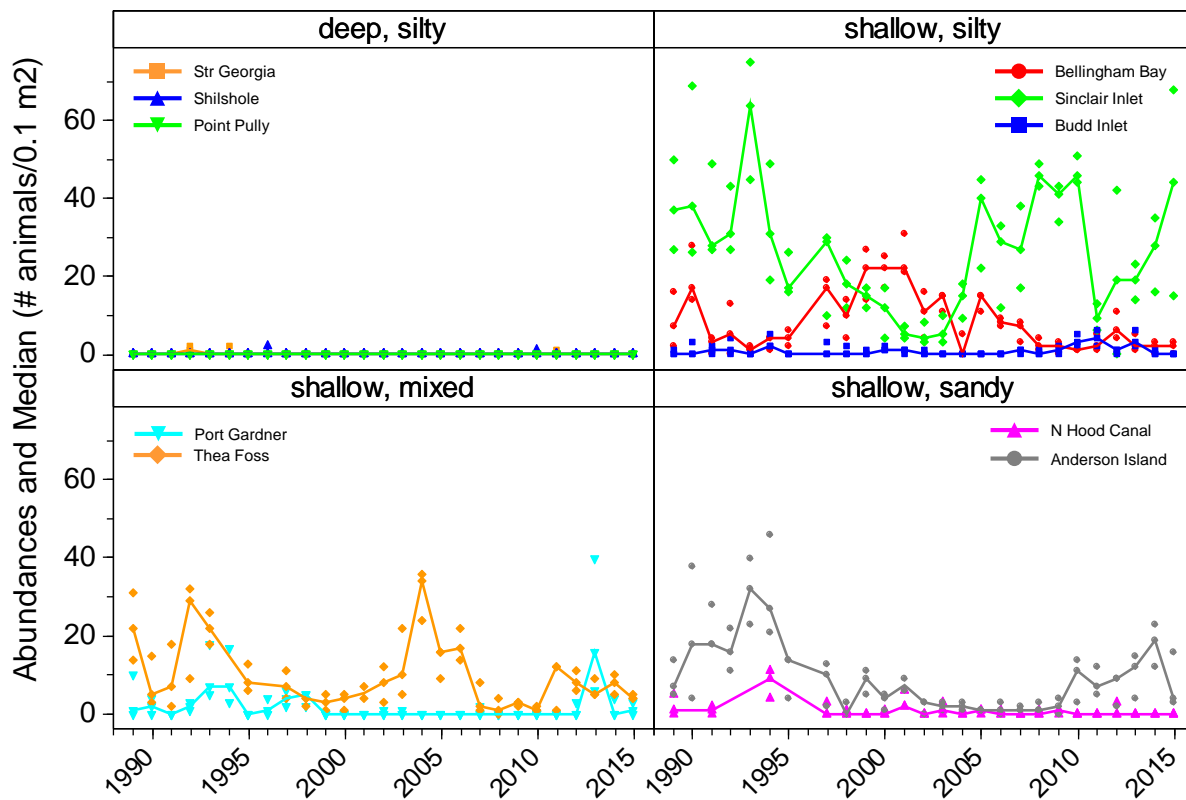 Abundances and Median (# animals/0.1 m2)
deep, silty
Str Georgia
Shilshole
Point Pully
60
40
20
0
shallow, silty
Bellingham Bay
Sinclair Inlet
Budd Inlet
shallow, mixed
Port Gardner
Thea Foss
60
40
20
0
1990 1995 2000 2005 2010 2015
shallow, sandy
N Hood Canal
Anderson Island
1990 1995 2000 2005 2010 2015